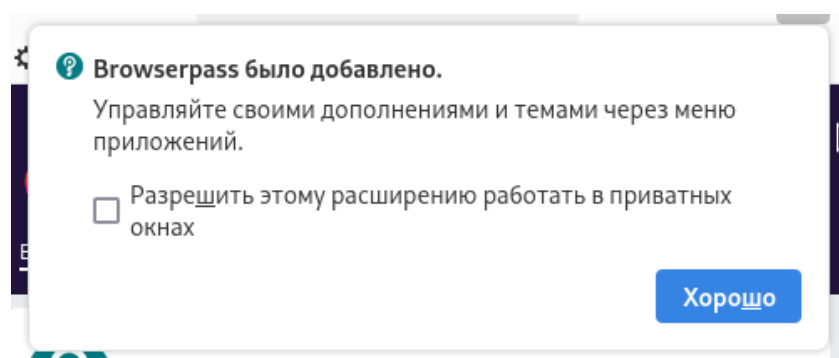 Browserpass было добавлено.
Управляйте своими дополнениями и темами через меню
приложений.
Разрешить этому расширению работать в приватных
окнах
Хорошо